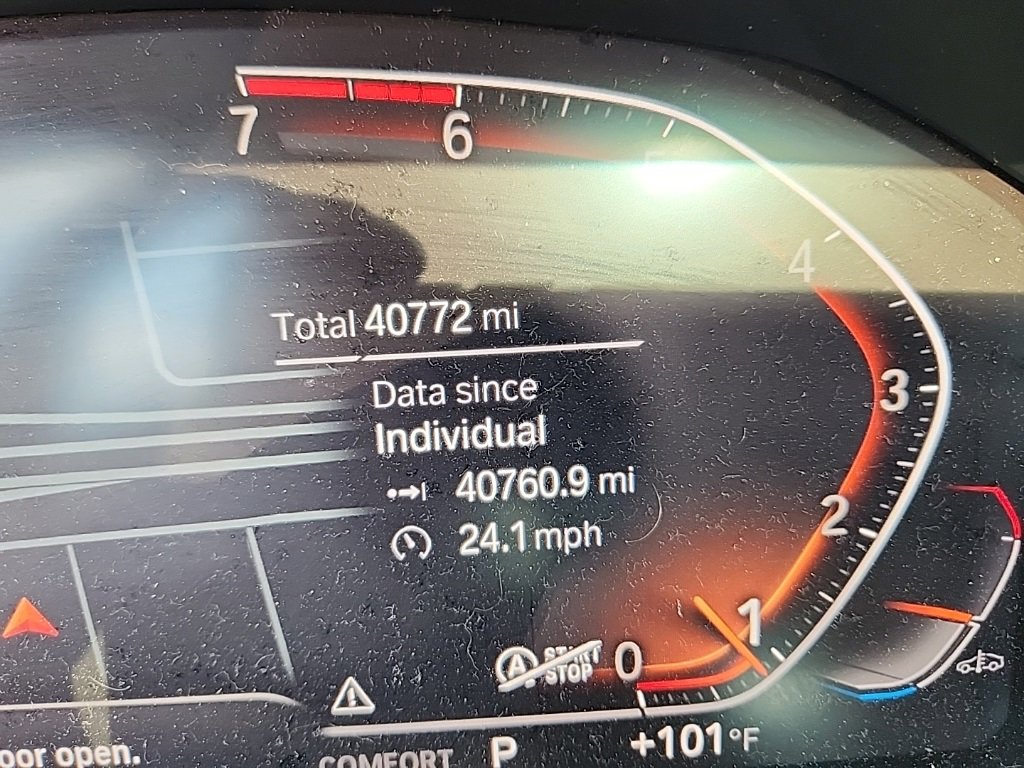 7
6
4
Total 40772 mi
Data since
3
Individual
40760.9 mi
2
24.1 mph
1
A START STOP
0
oor open.
COMFORT P +101°F